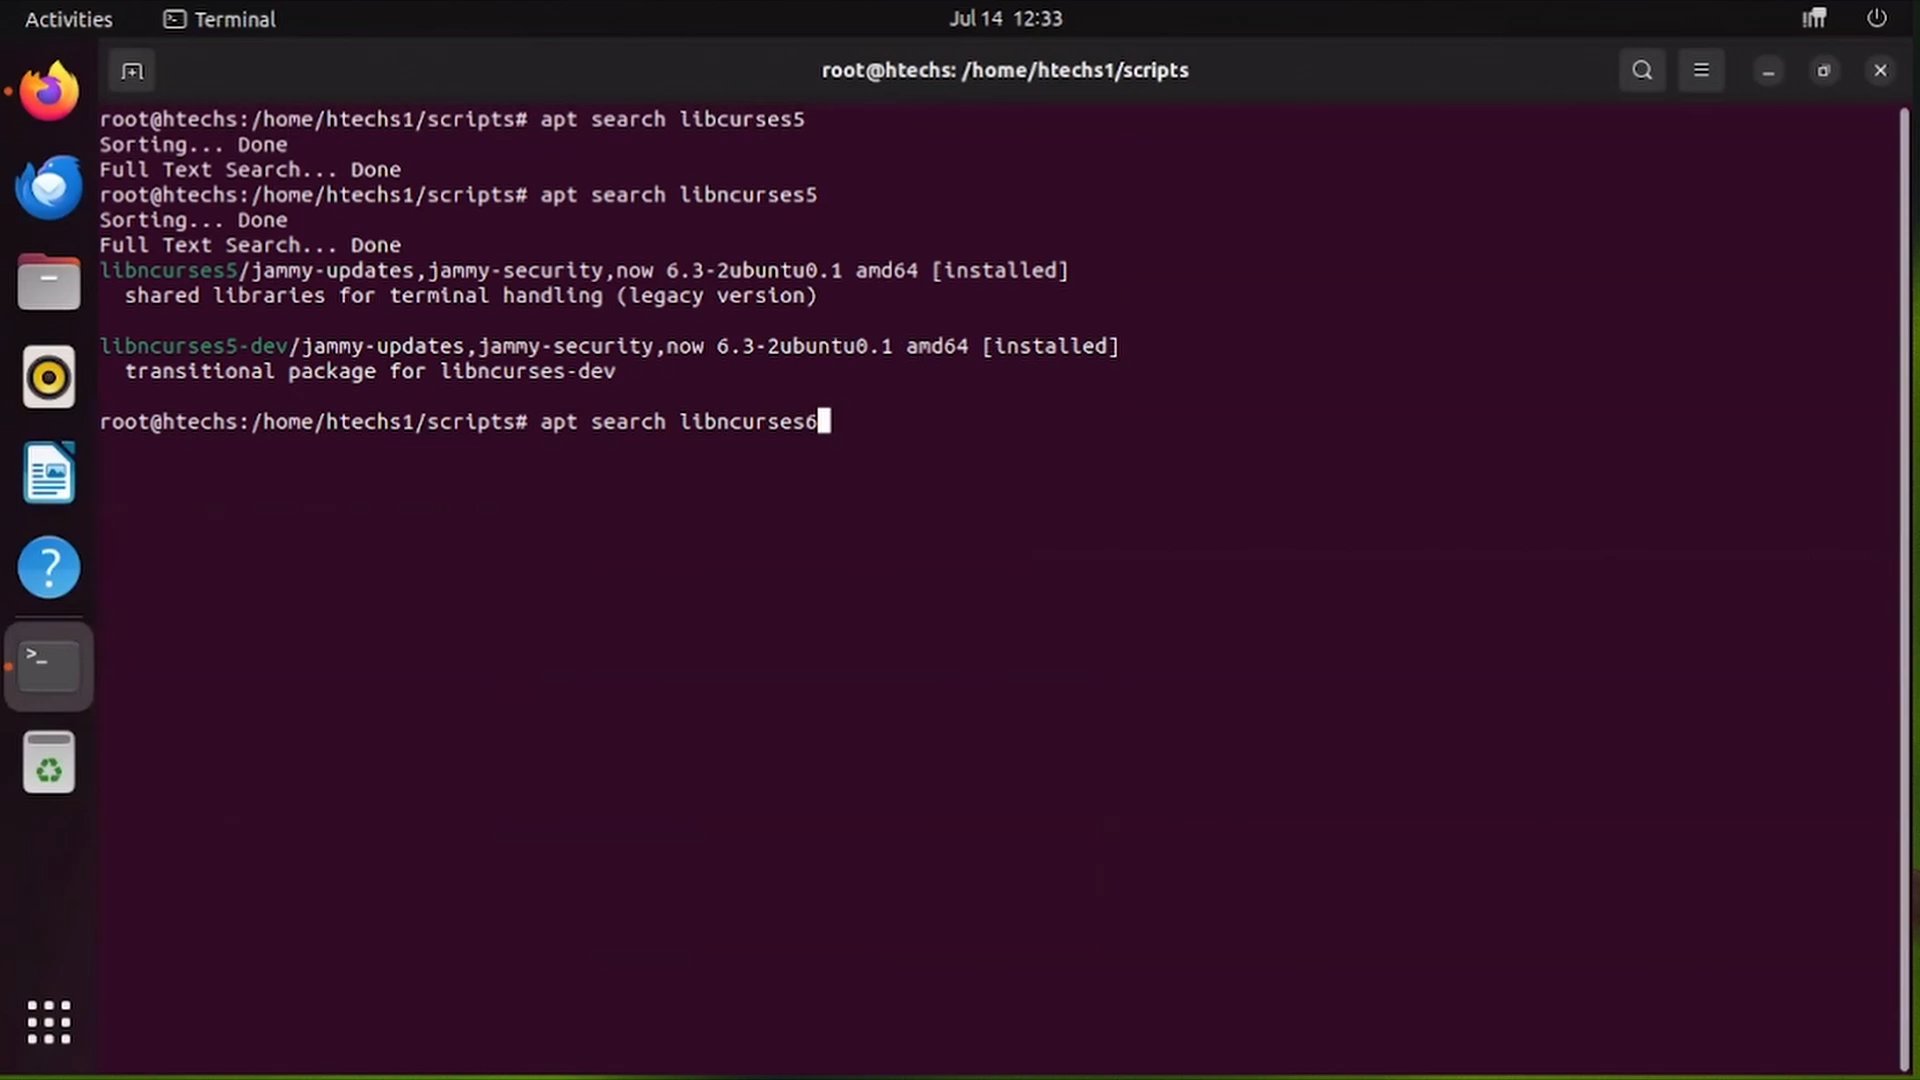 Activities
Terminal
Jul 14 12:33
root@htechs: /home/htechs1/scripts
root@htechs:/home/htechs1/scripts# apt search libcurses5
Sorting... Done
Full Text Search... Done
root@htechs:/home/htechs1/scripts# apt search libncurses5
Sorting... Done
Full Text Search... Done
libncurses5/jammy-updates,jammy-security,now 6.3-2ubuntu0.1 amd64 [installed]
shared libraries for terminal handling (legacy version)
libncurses5-dev/jammy-updates,jammy-security,now 6.3-2ubuntu0.1 amd64 [installed]
transitional package for libncurses-dev
root@htechs:/home/htechs1/scripts# apt search libncurses6